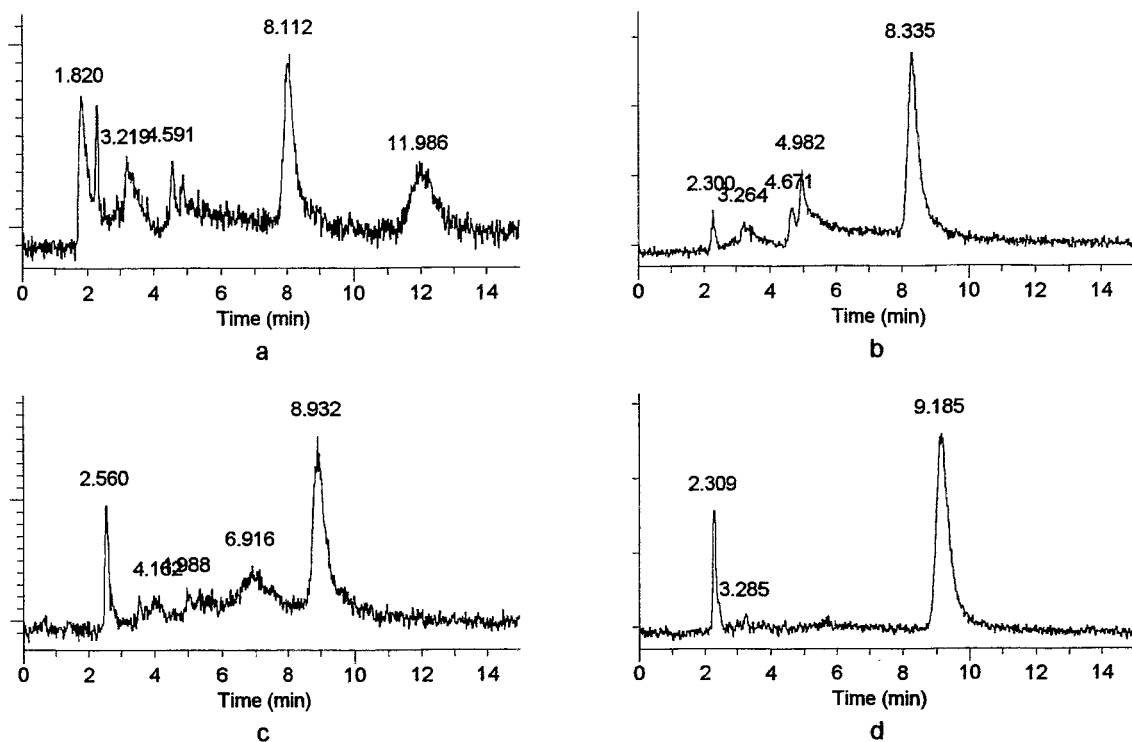 8.112
1.820
3.219
4.591
11.986
0 2 4 6 8 10 12 14
Time (min)
a
8.335
4.982
2.300
4.671
3.264
0 2 4 6 8 10 12 14
Time (min)
b
8.932
2.560
6.916
4.162
4.988
0 2 4 6 8 10 12 14
Time (min)
c
9.185
2.309
3.285
0 2 4 6 8 10 12 14
Time (min)
d